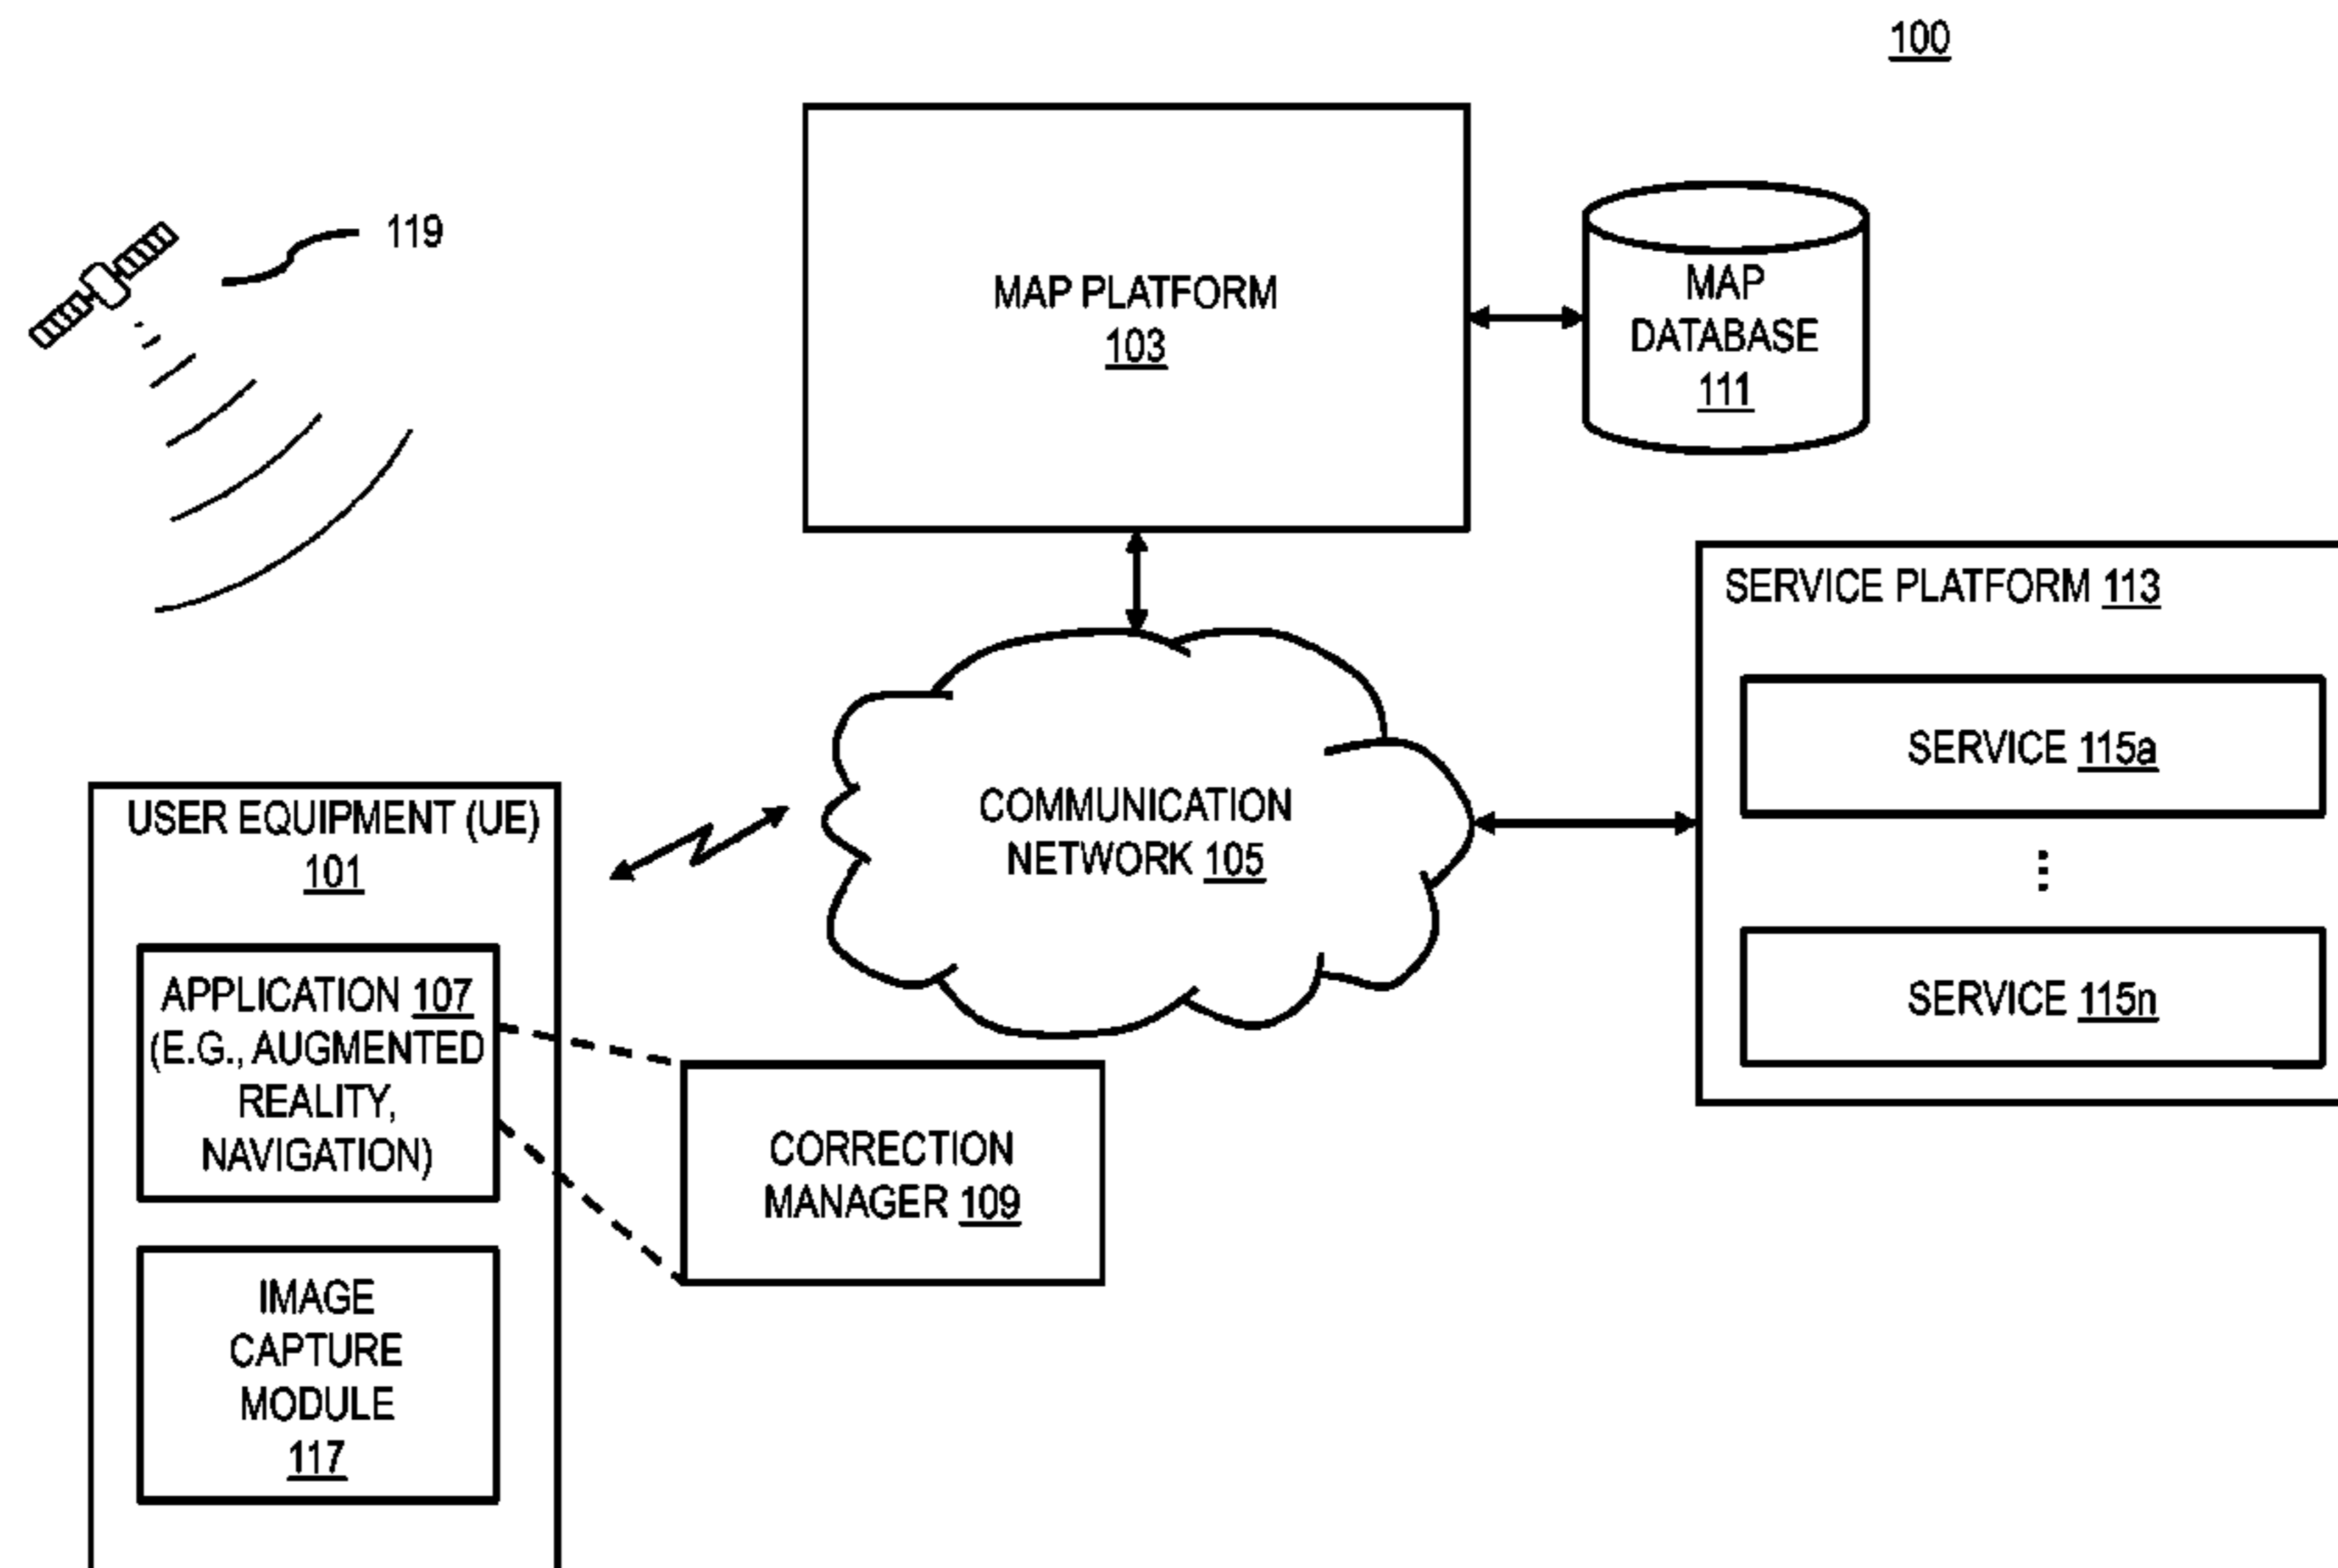 100
119
MAP PLATFORM
103
MAP
DATABASE
111
SERVICE PLATFORM 113
SERVICE 115a
SERVICE 115n
COMMUNICATION
NETWORK 105
USER EQUIPMENT (UE)
101
APPLICATION 107
(E.G., AUGMENTED
REALITY,
NAVIGATION)
CORRECTION
MANAGER 109
IMAGE
CAPTURE
MODULE
117